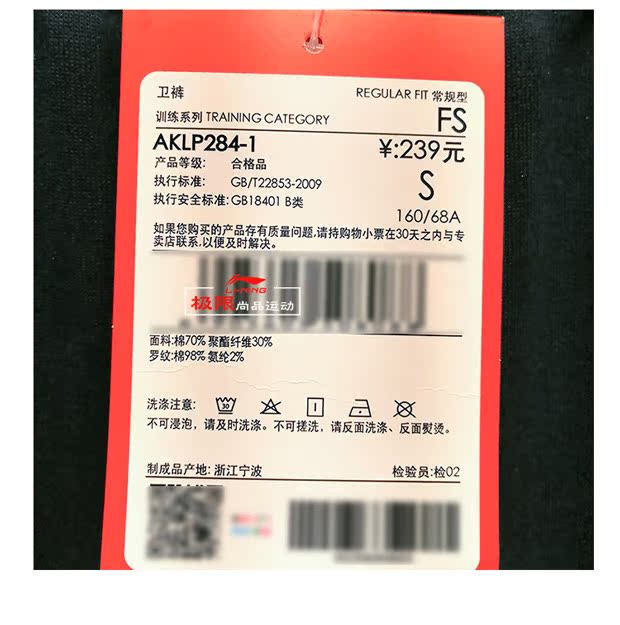 卫裤
REGULAR FIT 常规型
训练系列 TRAINING CATEGORY
FS
AKLP284-1
¥:239元
产品等级: 合格品
S
执行标准: GB/T22853-2009
执行安全标准: GB18401 B类
160/68A
如果您购买的产品存有质量问题,请持购物小票在30天之内与专
卖店联系,以便及时解决。
LI-NING
极限尚品运动
面料:棉70% 聚酯纤维30%
罗纹:棉98% 氨纶2%
洗涤注意:
30
不可浸泡，请及时洗涤。不可搓洗，请反面洗涤、反面熨烫。
制成品产地: 浙江宁波
检验员:检02